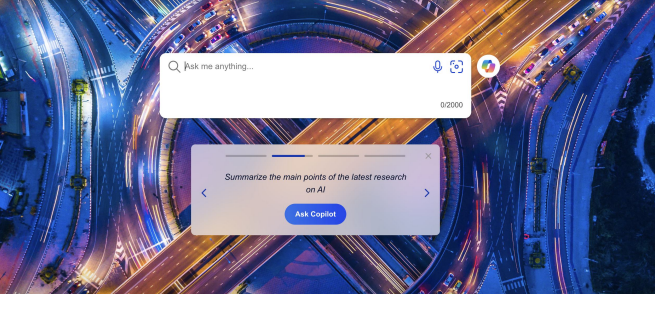 Ask me anything...
0/2000
Summarize the main points of the latest research
on AI
Ask Copilot